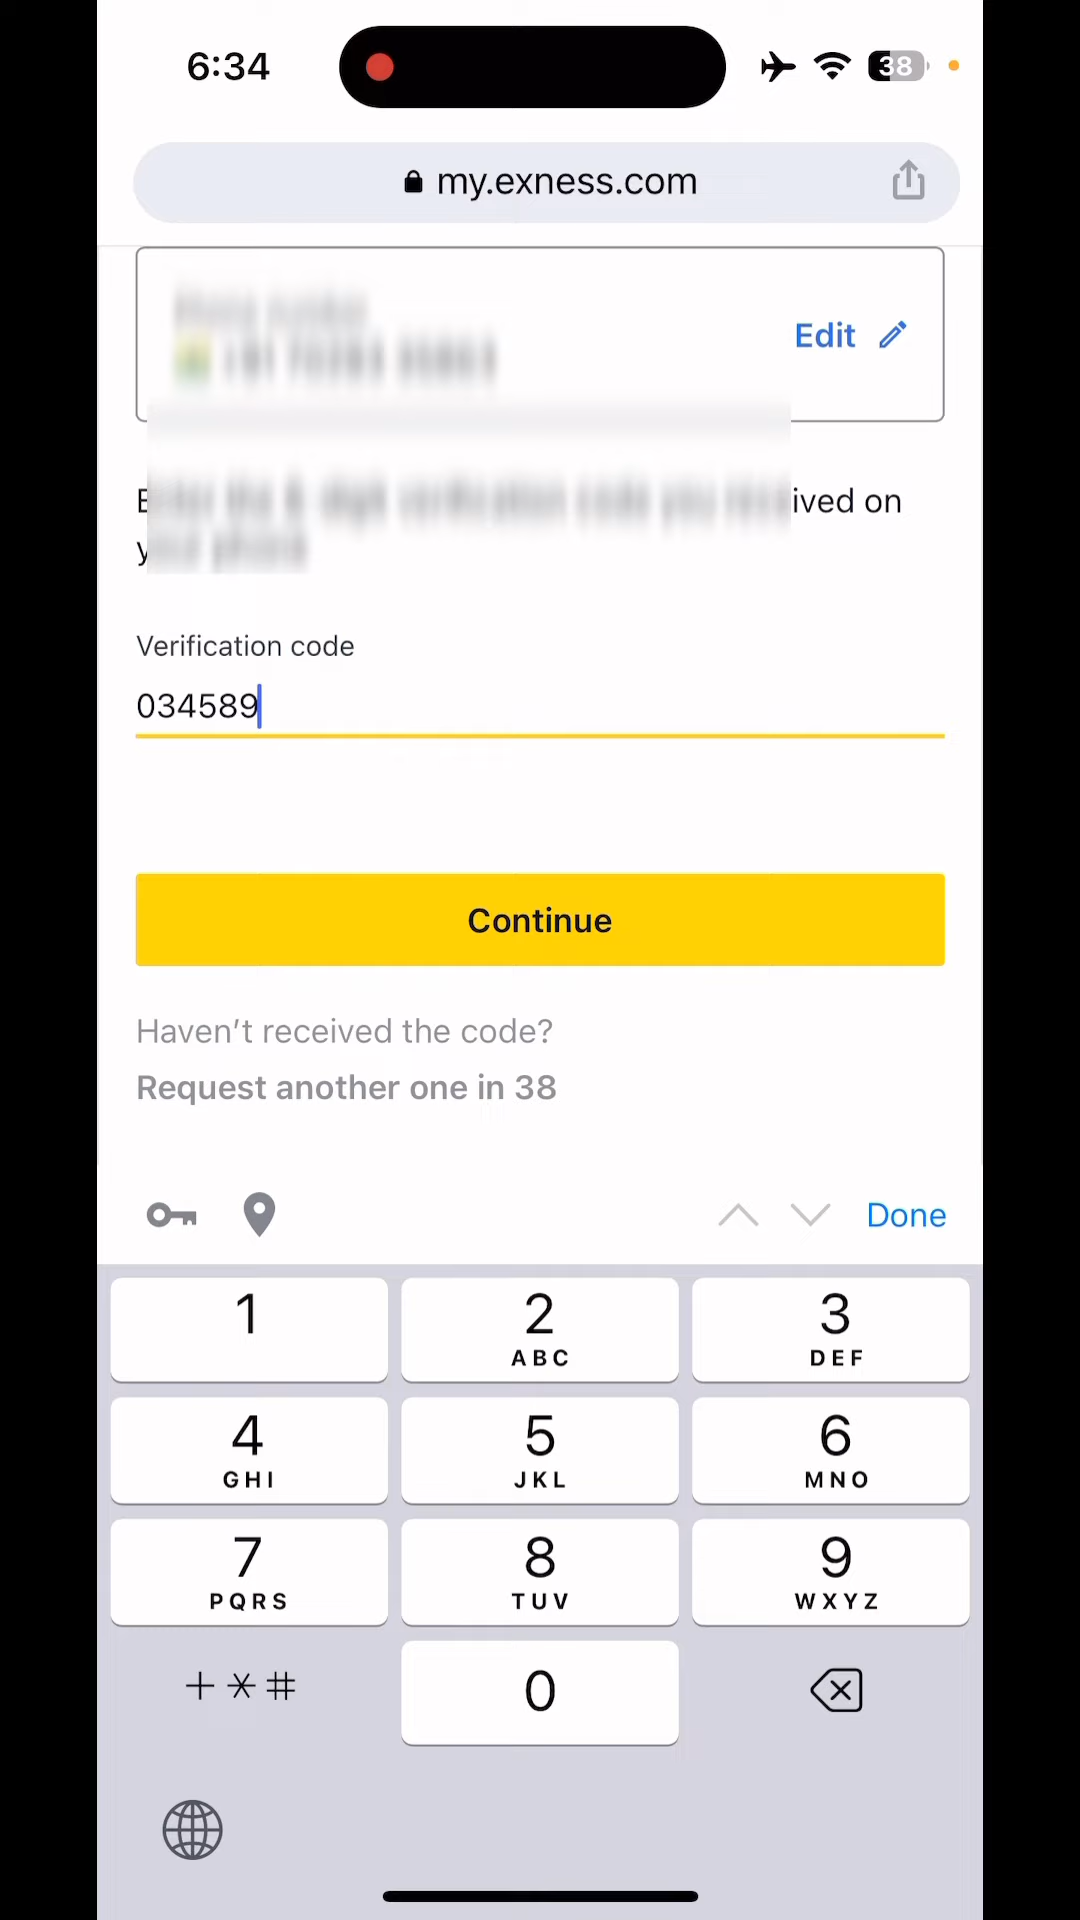 6:34
38
my.exness.com
Edit
ived on
Verification code
034589
Continue
Haven't received the code?
Request another one in 38
Done
1
2
ABC
3
DEF
4
GHI
5
JKL
6
MNO
7
PQRS
8
TUV
9
WXYZ
+*#
0